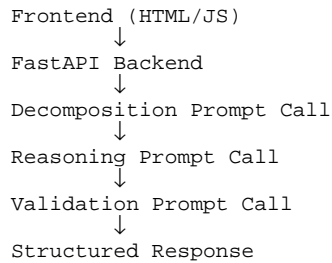 Frontend (HTML/JS)
↓
FastAPI Backend
↓
Decomposition Prompt Call
↓
Reasoning Prompt Call
↓
Validation Prompt Call
↓
Structured Response